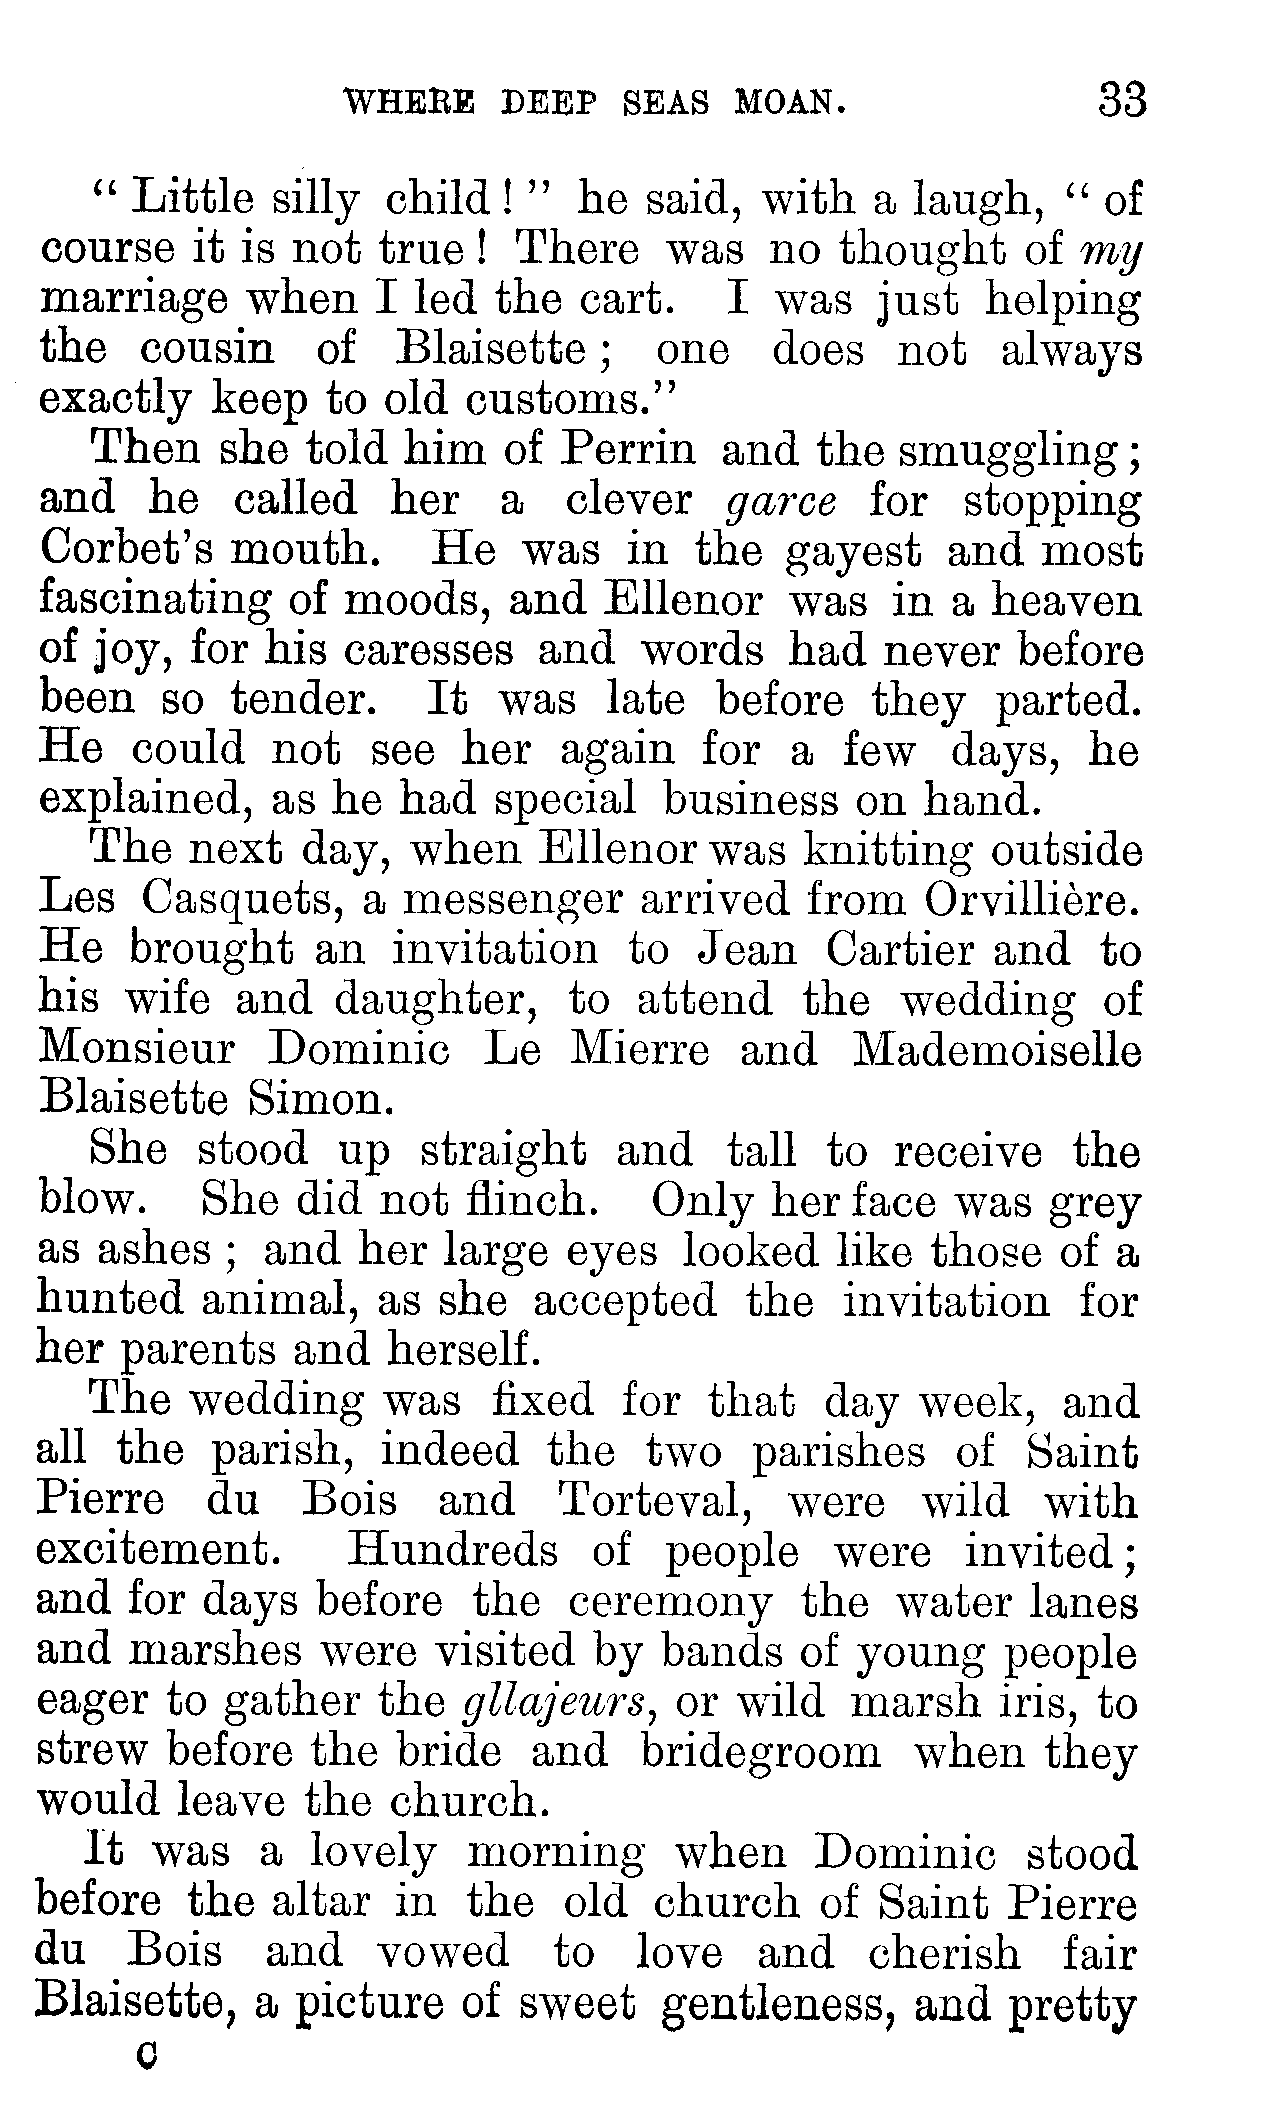 WHERE DEEP SEAS MOAN. 33
“ Little silly child ! ” he said, with a laugh, “ of
course it is not true ! There was no thought of my
marriage when I led the cart. I was just helping
the cousin of Blaisette ; one does not always
exactly keep to old customs.”
Then she told him of Perrin and the smuggling ;
and he called her a clever garce for stopping
Corbet’s mouth. He was in the gayest and most
fascinating of moods, and Ellenor was in a heaven
of joy, for his caresses and words had never before
been so tender. It was late before they parted.
He could not see her again for a few days, he
explained, as he had special business on hand.
The next day, when Ellenor was knitting outside
Les Casquets, a messenger arrived from Orvillière.
He brought an invitation to Jean Cartier and to
his wife and daughter, to attend the wedding of
Monsieur Dominic Le Mierre and Mademoiselle
Blaisette Simon.
She stood up straight and tall to receive the
blow. She did not flinch. Only her face was grey
as ashes ; and her large eyes looked like those of a
hunted animal, as she accepted the invitation for
her parents and herself.
The wedding was fixed for that day week, and
all the parish, indeed the two parishes of Saint
Pierre du Bois and Torteval, were wild with
excitement. Hundreds of people were invited ;
and for days before the ceremony the water lanes
and marshes were visited by bands of young people
eager to gather the gllajeurs, or wild marsh iris, to
strew before the bride and bridegroom when they
would leave the church.
It was a lovely morning when Dominic stood
before the altar in the old church of Saint Pierre
du Bois and vowed to love and cherish fair
Blaisette, a picture of sweet gentleness, and pretty
C